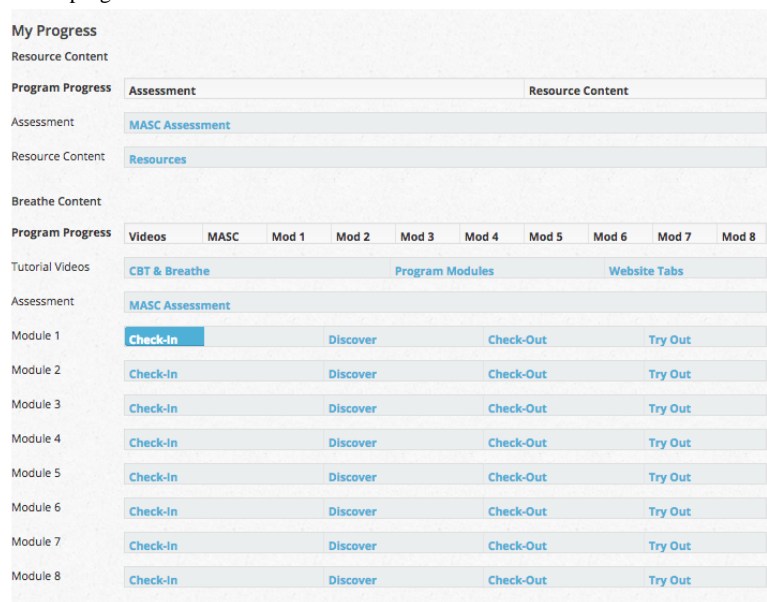 My Progress
Resource Content
Program Progress Assessment Resource Content
Assessment MASC Assessment
Resource Content Resources
Breathe Content
Program Progress Videos MASC Mod 1 Mod 2 Mod 3 Mod 4 Mod 5 Mod 6 Mod 7 Mod 8
Tutorial Videos CBT & Breathe Program Modules Website Tabs
Assessment MASC Assessment
Module 1 Check-In Discover Check-Out Try Out
Module 2 Check-In Discover Check-Out Try Out
Module 3 Check-In Discover Check-Out Try Out
Module 4 Check-In Discover Check-Out Try Out
Module 5 Check-In Discover Check-Out Try Out
Module 6 Check-In Discover Check-Out Try Out
Module 7 Check-In Discover Check-Out Try Out
Module 8 Check-In Discover Check-Out Try Out